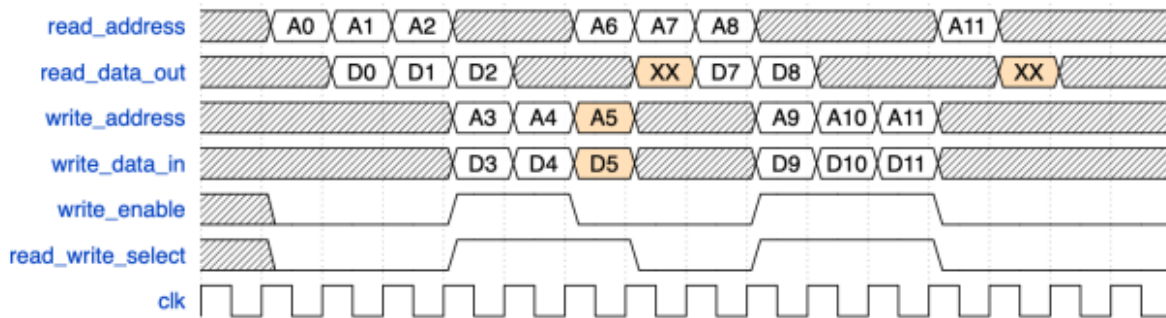 read_address A0 A1 A2 A6 A7 A8 A11
read_data_out D0 D1 D2 XX D7 D8 XX
write_address A3 A4 A5 A9 A10 A11
write_data_in D3 D4 D5 D9 D10 D11
write_enable
read_write_select
clk